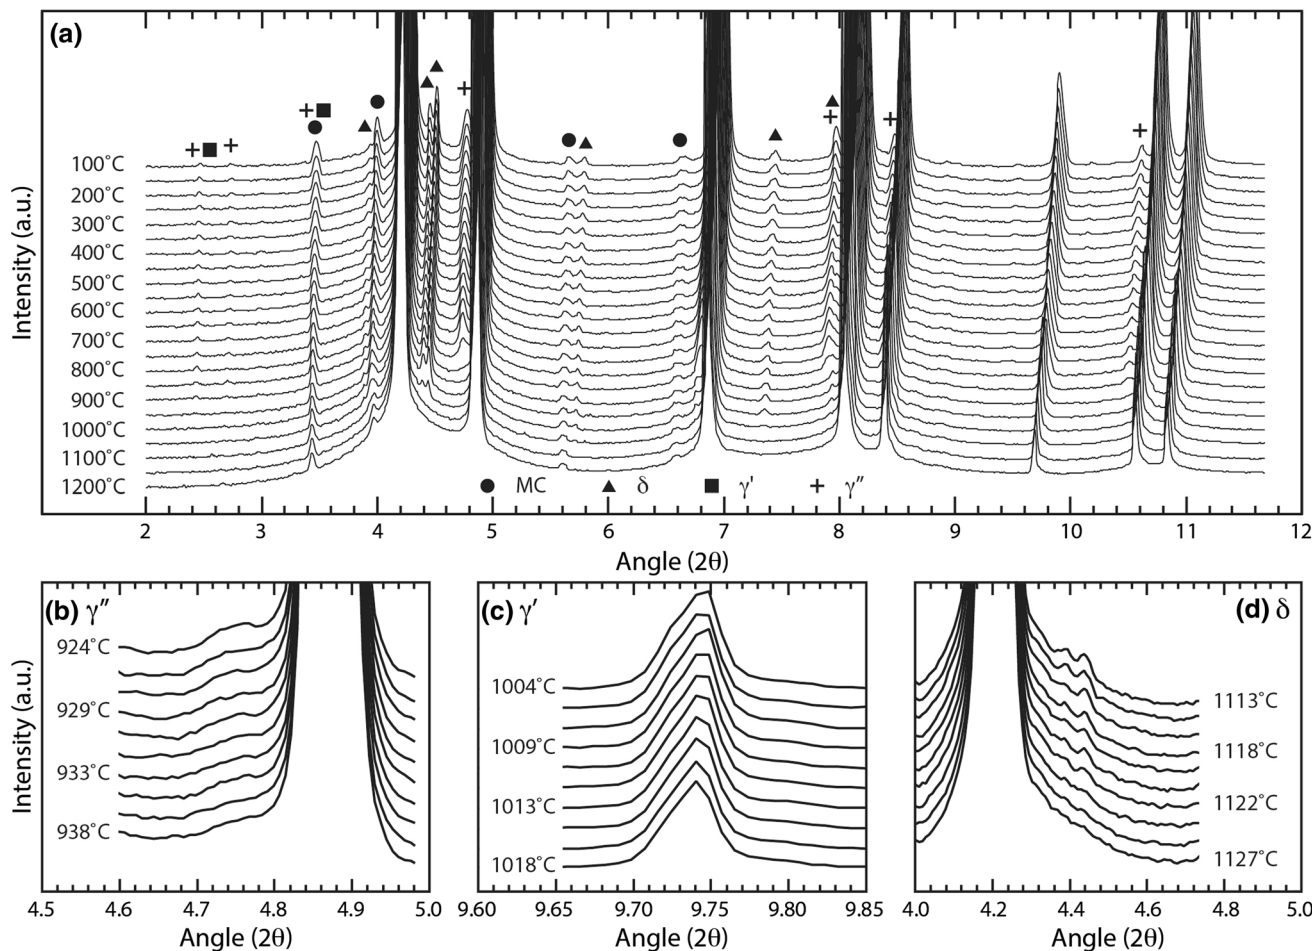 (a)
Intensity (a.u.)
100°C
200°C
300°C
400°C
500°C
600°C
700°C
800°C
900°C
1000°C
1100°C
1200°C
MC δ γ' γ″
2 3 4 5 6 7 8 9 10 11 12
Angle (2θ)
(b) γ″
Intensity (a.u.)
924°C
929°C
933°C
938°C
4.5 4.6 4.7 4.8 4.9 5.0
Angle (2θ)
(c) γ′
1004°C
1009°C
1013°C
1018°C
9.60 9.65 9.70 9.75 9.80 9.85
Angle (2θ)
(d) δ
1113°C
1118°C
1122°C
1127°C
4.0 4.2 4.4 4.6 4.8 5.0
Angle (2θ)